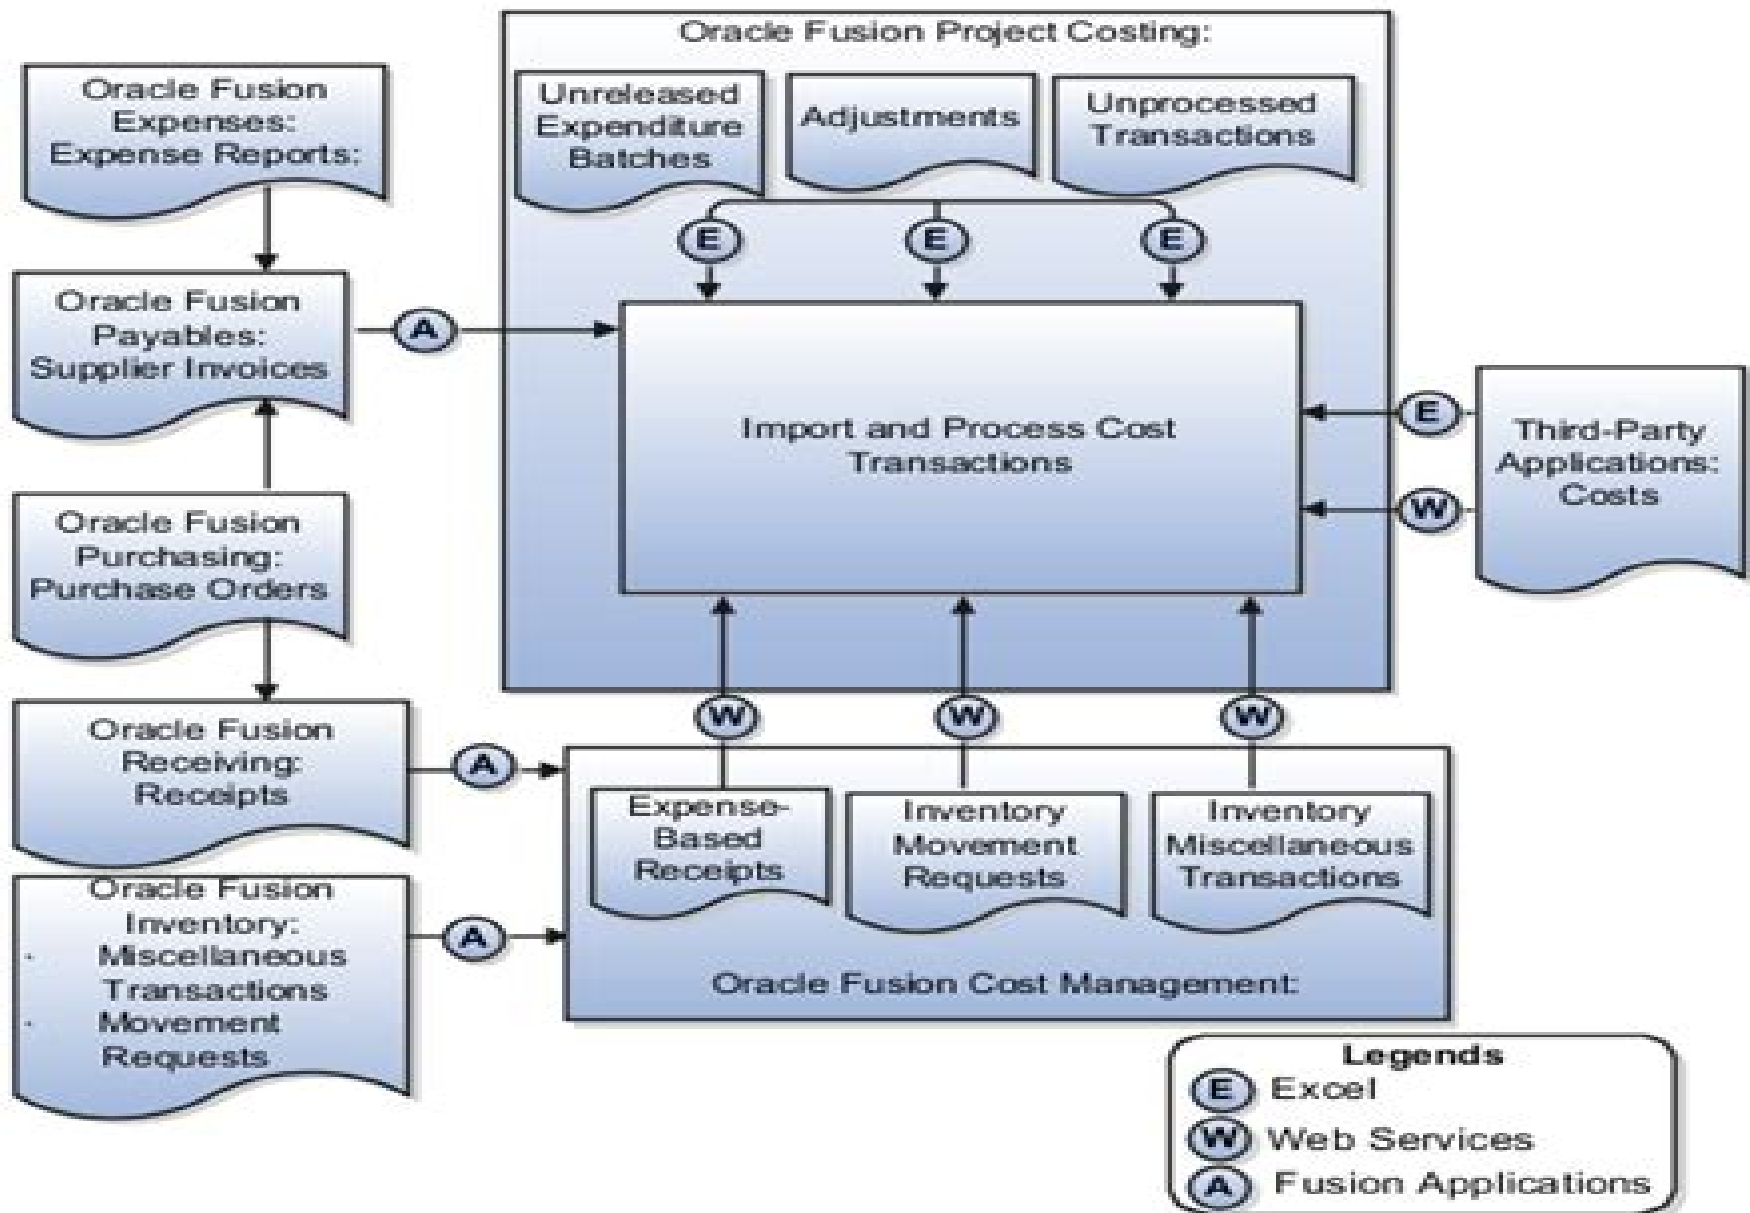 Oracle Fusion Project Costing:
Oracle Fusion
Expenses:
Expense Reports:
Unreleased
Expenditure
Batches
Adjustments
Unprocessed
Transactions
E
E
E
Oracle Fusion
Payables:
Supplier Invoices
A
Import and Process Cost
Transactions
E
W
Third-Party
Applications:
Costs
Oracle Fusion
Purchasing:
Purchase Orders
W
W
W
Oracle Fusion
Receiving:
Receipts
A
Expense-
Based
Receipts
Inventory
Movement
Requests
Inventory
Miscellaneous
Transactions
Oracle Fusion
Inventory:
· Miscellaneous
Transactions
· Movement
Requests
A
Oracle Fusion Cost Management:
Legends
E Excel
W Web Services
A Fusion Applications